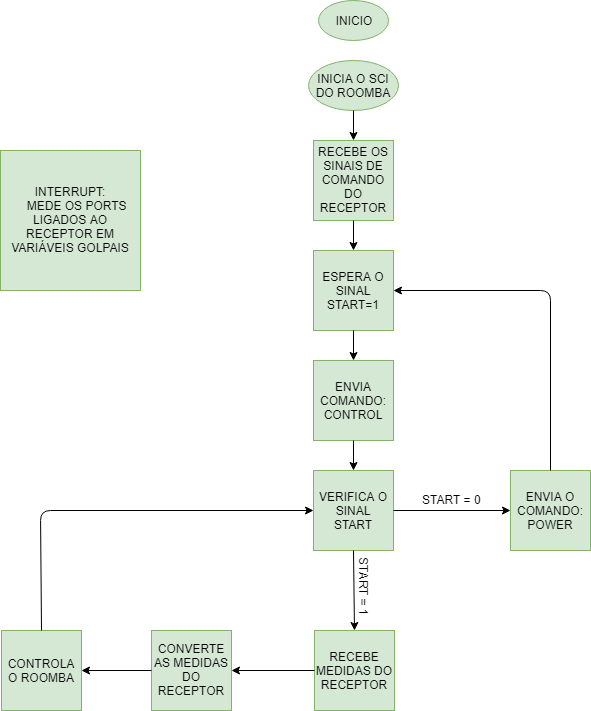 INICIO
INICIA O SCI
DO ROOMBA
RECEBE OS
SINAIS DE
COMANDO
DO
RECEPTOR
INTERRUPT:
MEDE OS PORTS
LIGADOS AO
RECEPTOR EM
VARIÁVEIS GOLPAIS
ESPERA O
SINAL
START=1
ENVIA
COMANDO:
CONTROL
VERIFICA O
SINAL
START
START = 0
ENVIA O
COMANDO:
POWER
START = 1
RECEBE
MEDIDAS DO
RECEPTOR
CONVERTE
AS MEDIDAS
DO
RECEPTOR
CONTROLA
O ROOMBA